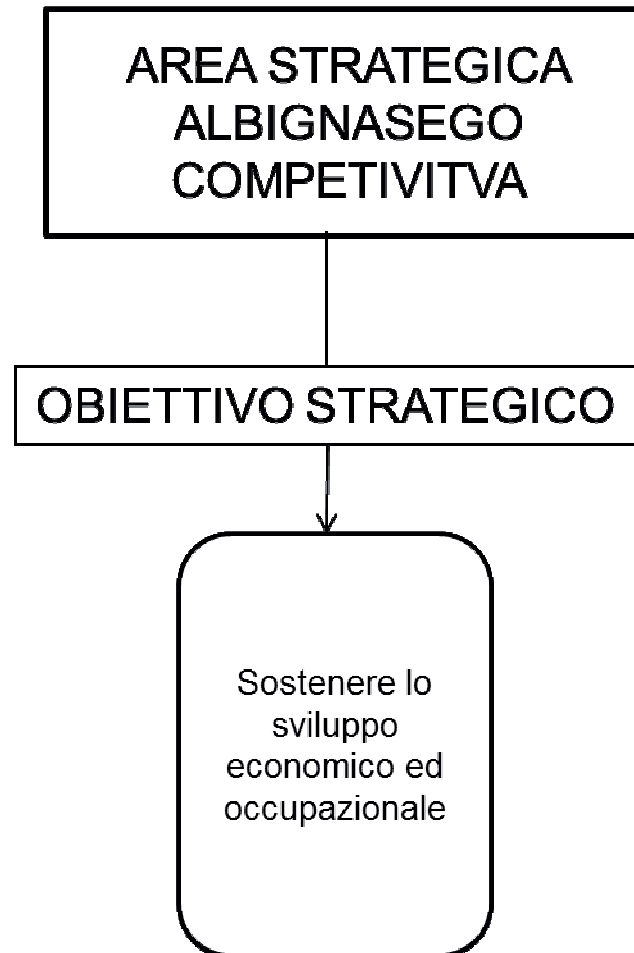 AREA STRATEGICA
ALBIGNASEGO
COMPETIVITVA
OBIETTIVO STRATEGICO
Sostenere lo
sviluppo
economico ed
occupazionale